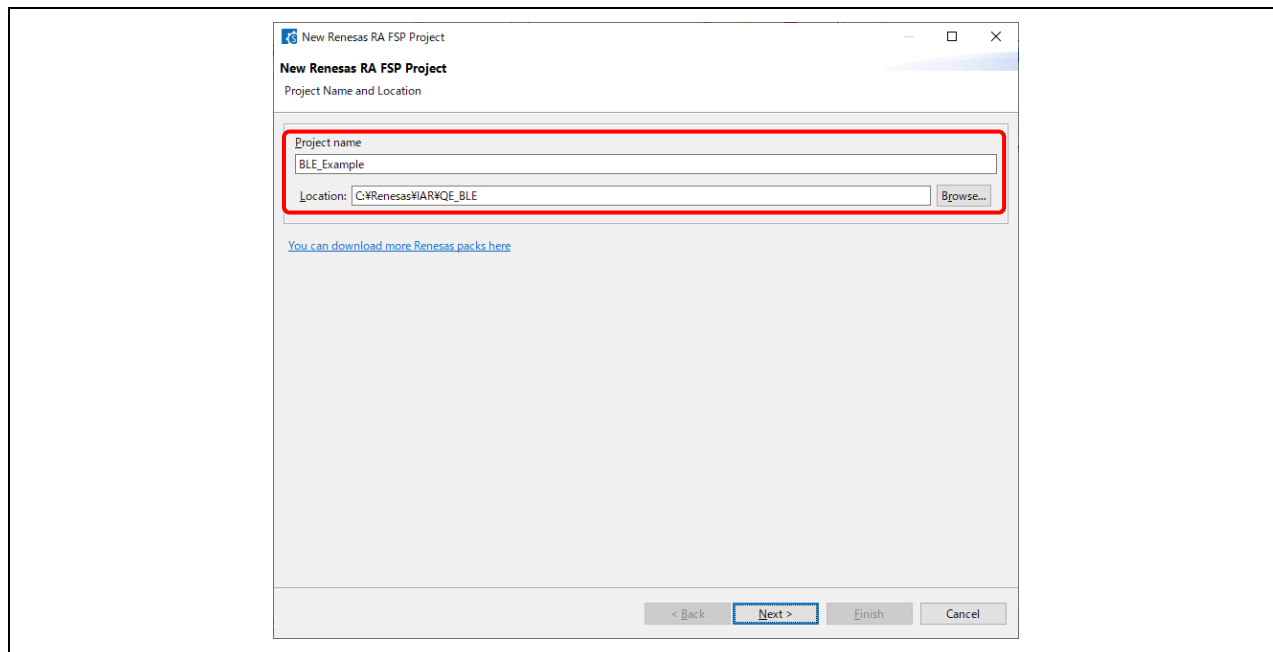 New Renesas RA FSP Project
New Renesas RA FSP Project
Project Name and Location
Project name
BLE_Example
Location: C:¥Renesas¥IAR¥QE_BLE Browse...
You can download more Renesas packs here
< Back Next > Finish Cancel